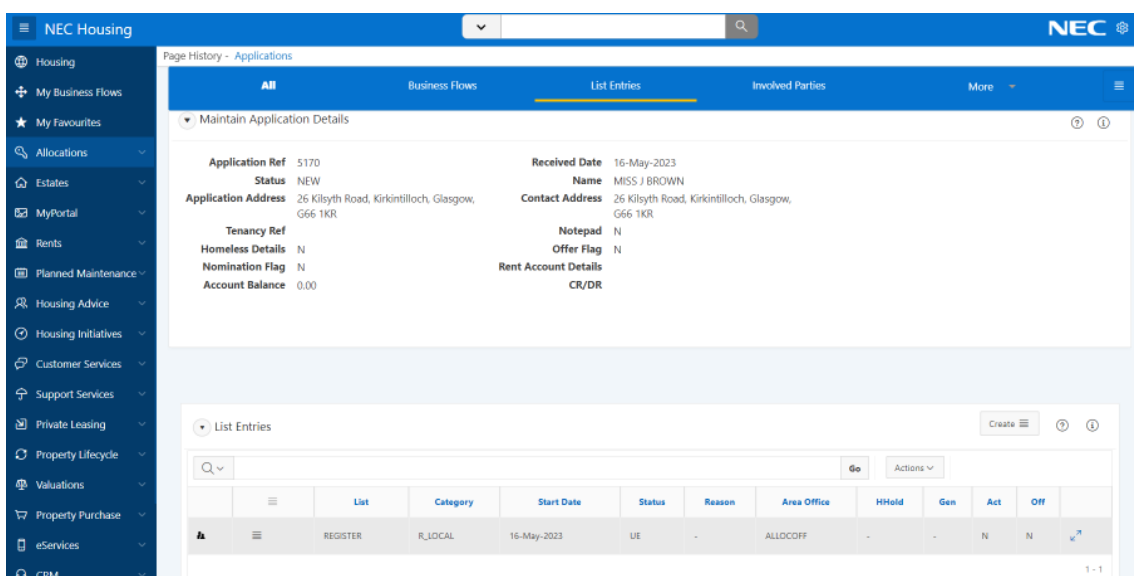 NEC Housing
NEC
Housing
My Business Flows
My Favourites
Allocations
Estates
MyPortal
Rents
Planned Maintenance
Housing Advice
Housing Initiatives
Customer Services
Support Services
Private Leasing
Property Lifecycle
Valuations
Property Purchase
eServices
CRM
Page History - Applications
All Business Flows List Entries Involved Parties More
Maintain Application Details
Application Ref 5170 Received Date 16-May-2023
Status NEW Name MISS J BROWN
Application Address 26 Kilsyth Road, Kirkintilloch, Glasgow, Contact Address 26 Kilsyth Road, Kirkintilloch, Glasgow,
G66 1KR G66 1KR
Tenancy Ref Notepad N
Homeless Details N Offer Flag N
Nomination Flag N Rent Account Details
Account Balance 0.00 CR/DR
List Entries Create
Go Actions
List Category Start Date Status Reason Area Office HHold Gen Act Off
REGISTER R_LOCAL 16-May-2023 UE - ALLOCOFF - - N N
1 - 1